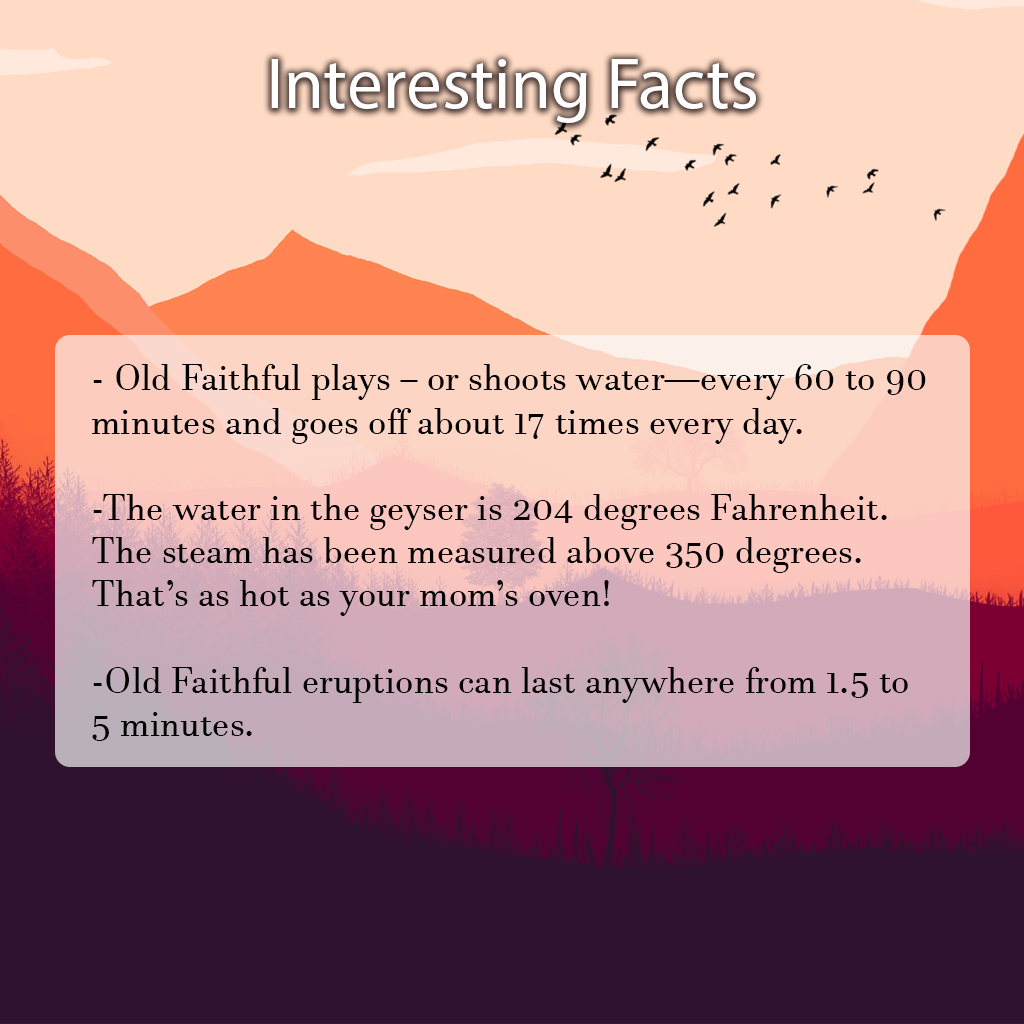 Interesting Facts
- Old Faithful plays – or shoots water—every 60 to 90
minutes and goes off about 17 times every day.
-The water in the geyser is 204 degrees Fahrenheit.
The steam has been measured above 350 degrees.
That’s as hot as your mom’s oven!
-Old Faithful eruptions can last anywhere from 1.5 to
5 minutes.